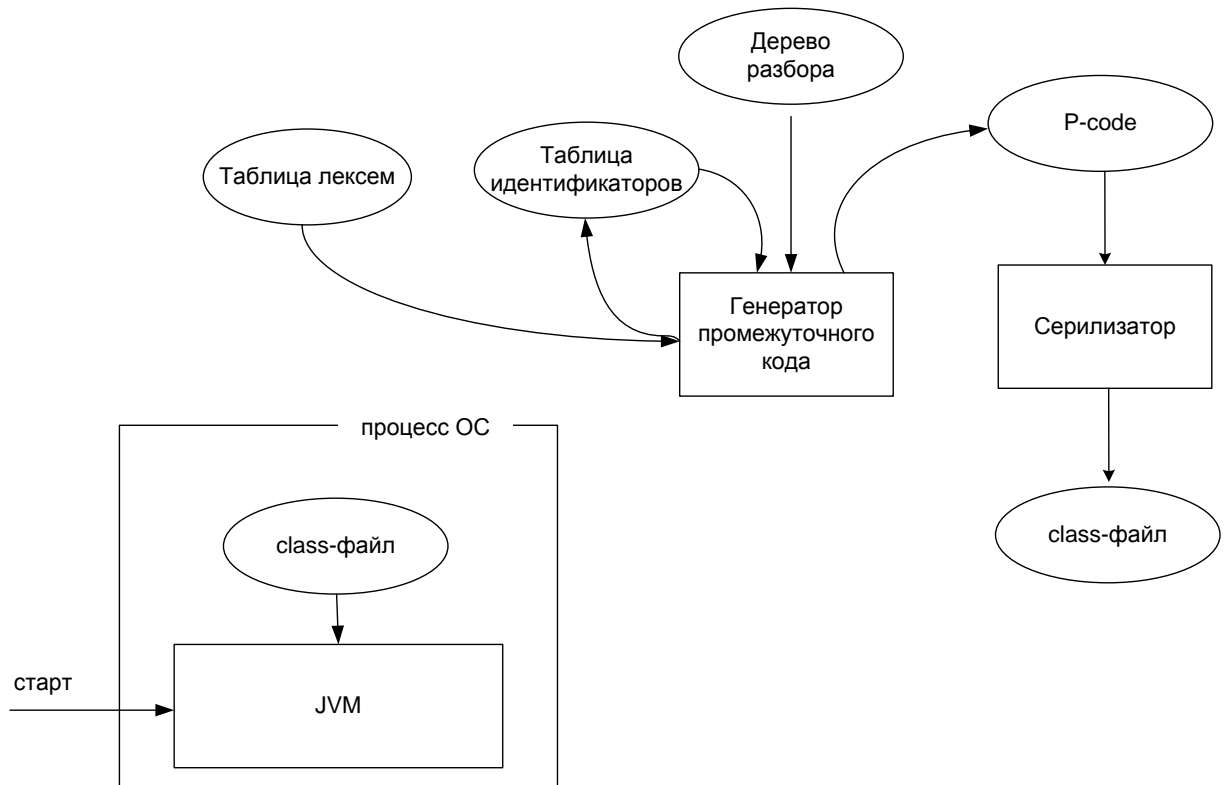 Дерево
разбора
P-code
Таблица лексем
Таблица
идентификаторов
Генератор
промежуточного
кода
Серилизатор
процесс ОС
class-файл
class-файл
старт
JVM